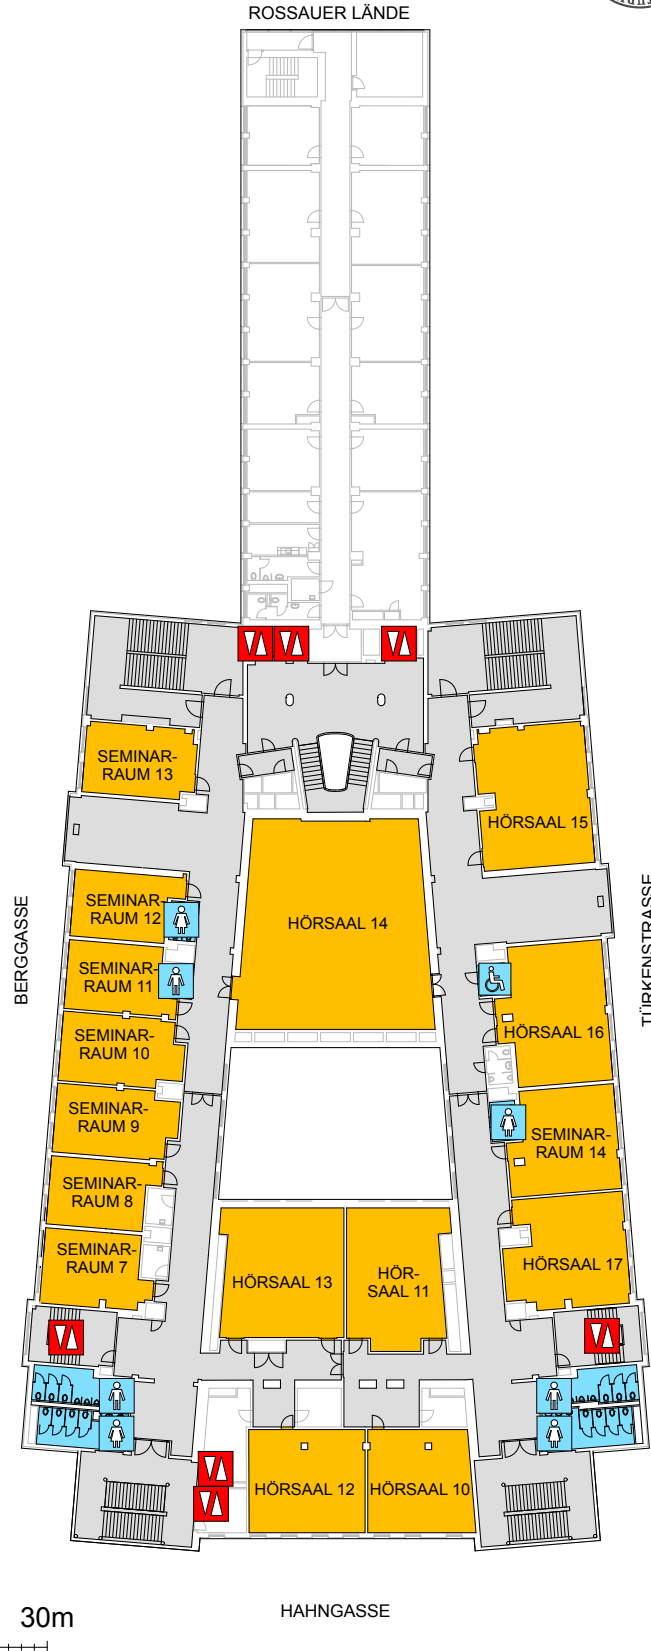 ROSSAUER LÄNDE
SEMINAR-
RAUM 13
HÖRSAAL 15
SEMINAR-
RAUM 12
HÖRSAAL 14
BERGGASSE
TÜRKENSTRASSE
SEMINAR-
RAUM 11
HÖRSAAL 16
SEMINAR-
RAUM 10
SEMINAR-
RAUM 9
SEMINAR-
RAUM 14
SEMINAR-
RAUM 8
SEMINAR-
RAUM 7
HÖRSAAL 13
HÖR-
SAAL 11
HÖRSAAL 17
HÖRSAAL 12
HÖRSAAL 10
30m
HAHNGASSE